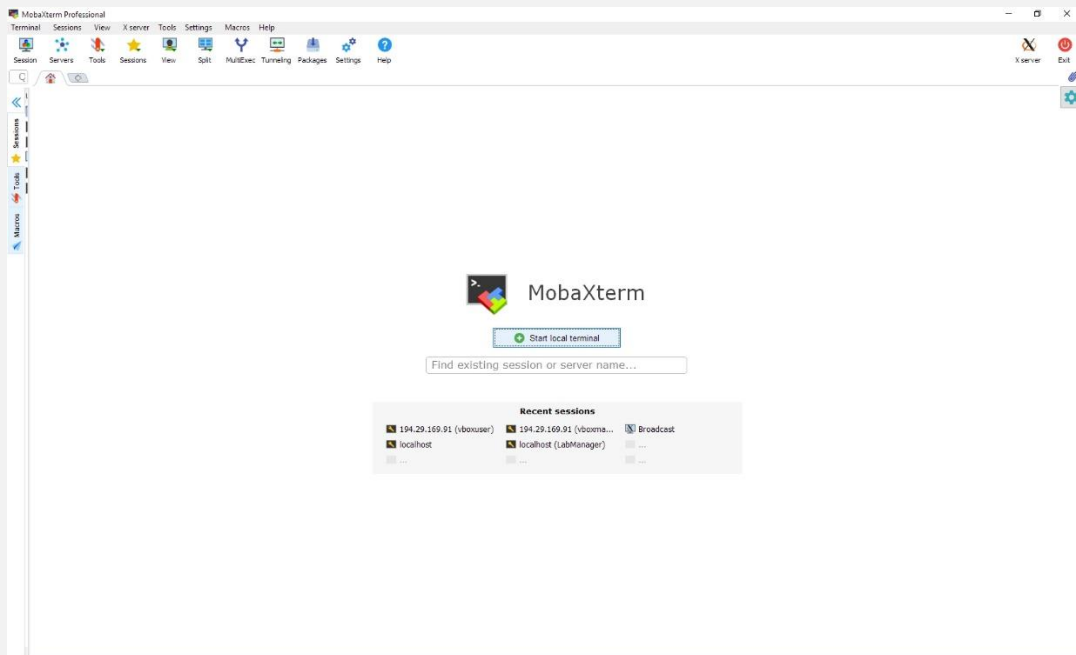 MobaXterm Professional
Terminal Sessions View X server Tools Settings Macros Help
Session Servers Tools Sessions View Split MultiExec Tunneling Packages Settings Help X server Exit
Sessions
Tools
Macros
MobaXterm
Start local terminal
Find existing session or server name...
Recent sessions
194.29.169.91 (vboxuser) 194.29.169.91 (vboxma... Broadcast
localhost localhost (LabManager) ...
... ... ...